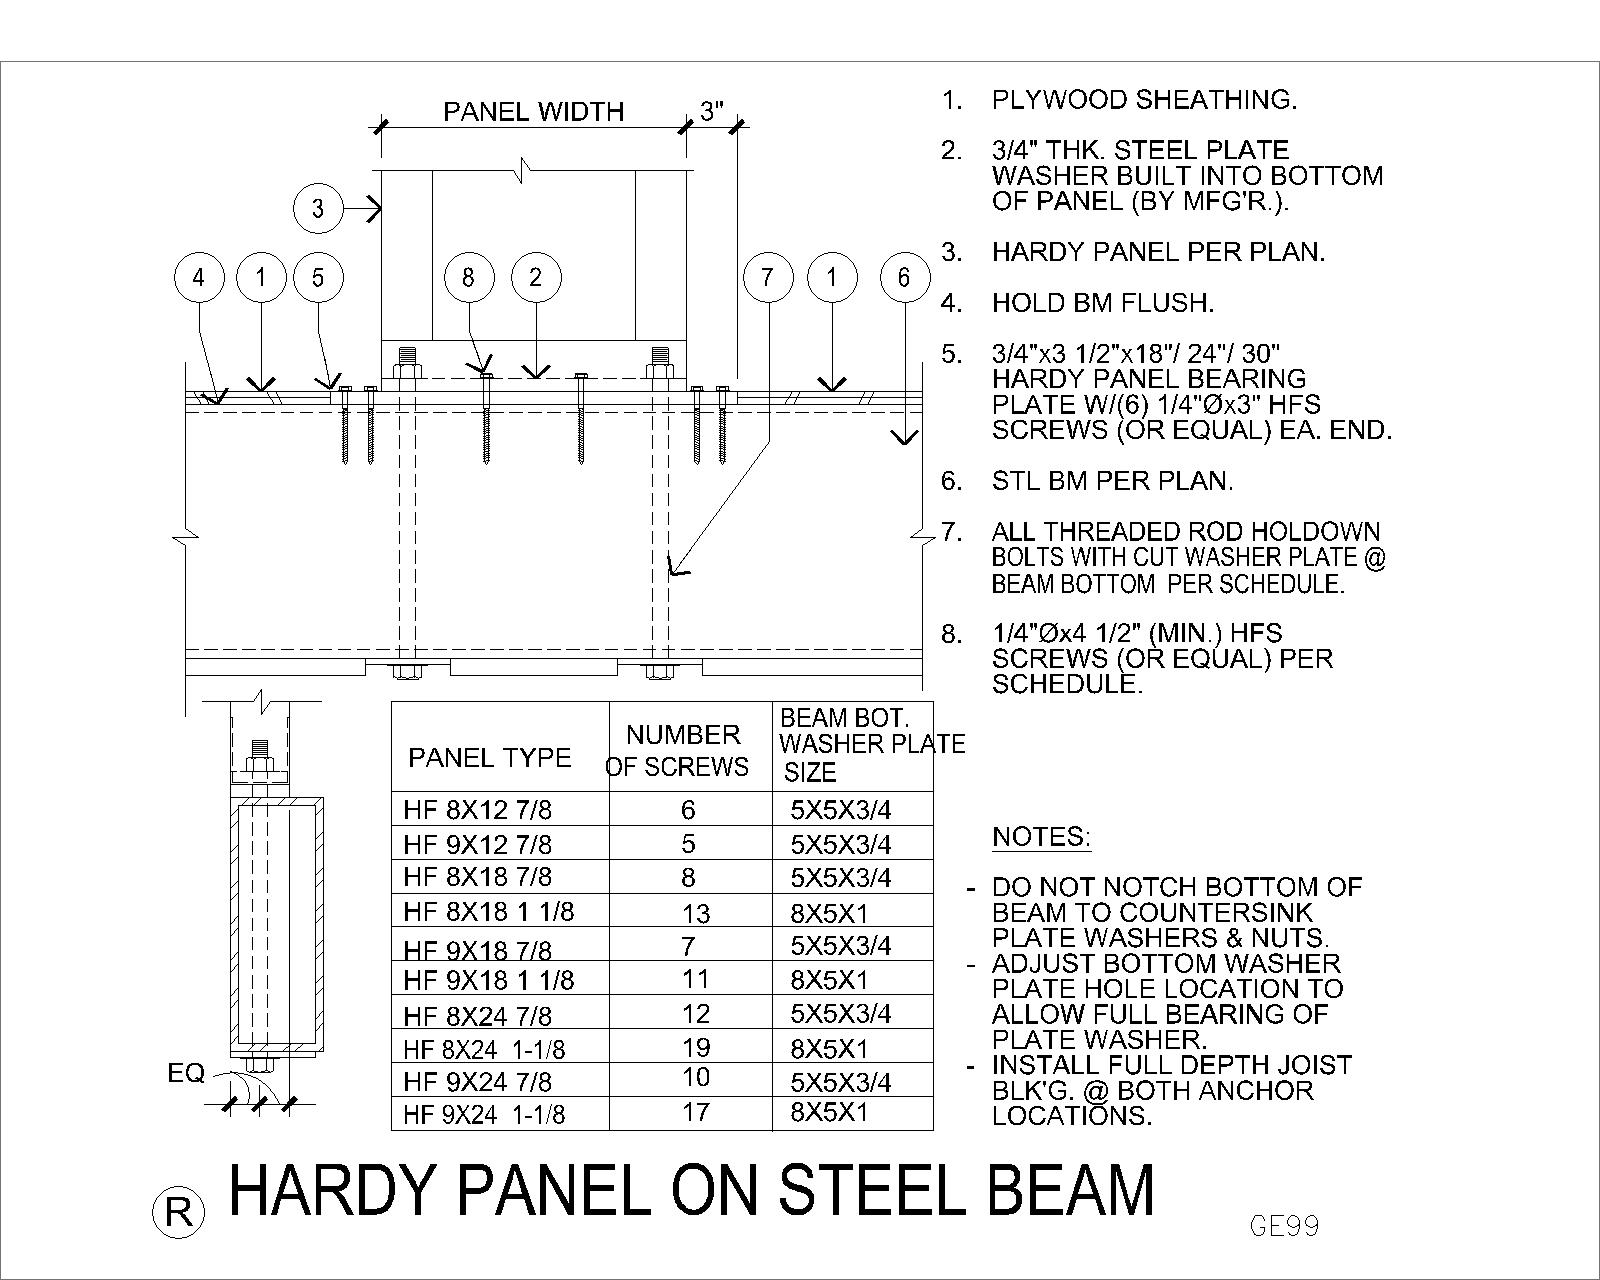 PANEL WIDTH 3"
3
4 1 5 8 2 7 1 6
1. PLYWOOD SHEATHING.
2. 3/4" THK. STEEL PLATE
WASHER BUILT INTO BOTTOM
OF PANEL (BY MFG'R.).
3. HARDY PANEL PER PLAN.
4. HOLD BM FLUSH.
5. 3/4"x3 1/2"x18"/ 24"/ 30"
HARDY PANEL BEARING
PLATE W/(6) 1/4"Øx3" HFS
SCREWS (OR EQUAL) EA. END.
6. STL BM PER PLAN.
7. ALL THREADED ROD HOLDOWN
BOLTS WITH CUT WASHER PLATE @
BEAM BOTTOM PER SCHEDULE.
8. 1/4"Øx4 1/2" (MIN.) HFS
SCREWS (OR EQUAL) PER
SCHEDULE.
EQ
PANEL TYPE
NUMBER
OF SCREWS
BEAM BOT.
WASHER PLATE
SIZE
HF 8X12 7/8 6 5X5X3/4
HF 9X12 7/8 5 5X5X3/4
HF 8X18 7/8 8 5X5X3/4
HF 8X18 1 1/8 13 8X5X1
HF 9X18 7/8 7 5X5X3/4
HF 9X18 1 1/8 11 8X5X1
HF 8X24 7/8 12 5X5X3/4
HF 8X24 1-1/8 19 8X5X1
HF 9X24 7/8 10 5X5X3/4
HF 9X24 1-1/8 17 8X5X1
NOTES:
- DO NOT NOTCH BOTTOM OF
BEAM TO COUNTERSINK
PLATE WASHERS & NUTS.
- ADJUST BOTTOM WASHER
PLATE HOLE LOCATION TO
ALLOW FULL BEARING OF
PLATE WASHER.
- INSTALL FULL DEPTH JOIST
BLK'G. @ BOTH ANCHOR
LOCATIONS.
R HARDY PANEL ON STEEL BEAM
GE99